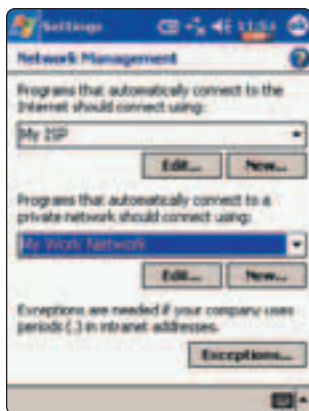 Settings 11:54 ok
Network Management
Programs that automatically connect to the
Internet should connect using:
My ISP
Edit... New...
Programs that automatically connect to a
private network should connect using:
My Work Network
Edit... New...
Exceptions are needed if your company uses
periods (.) in intranet addresses.
Exceptions...